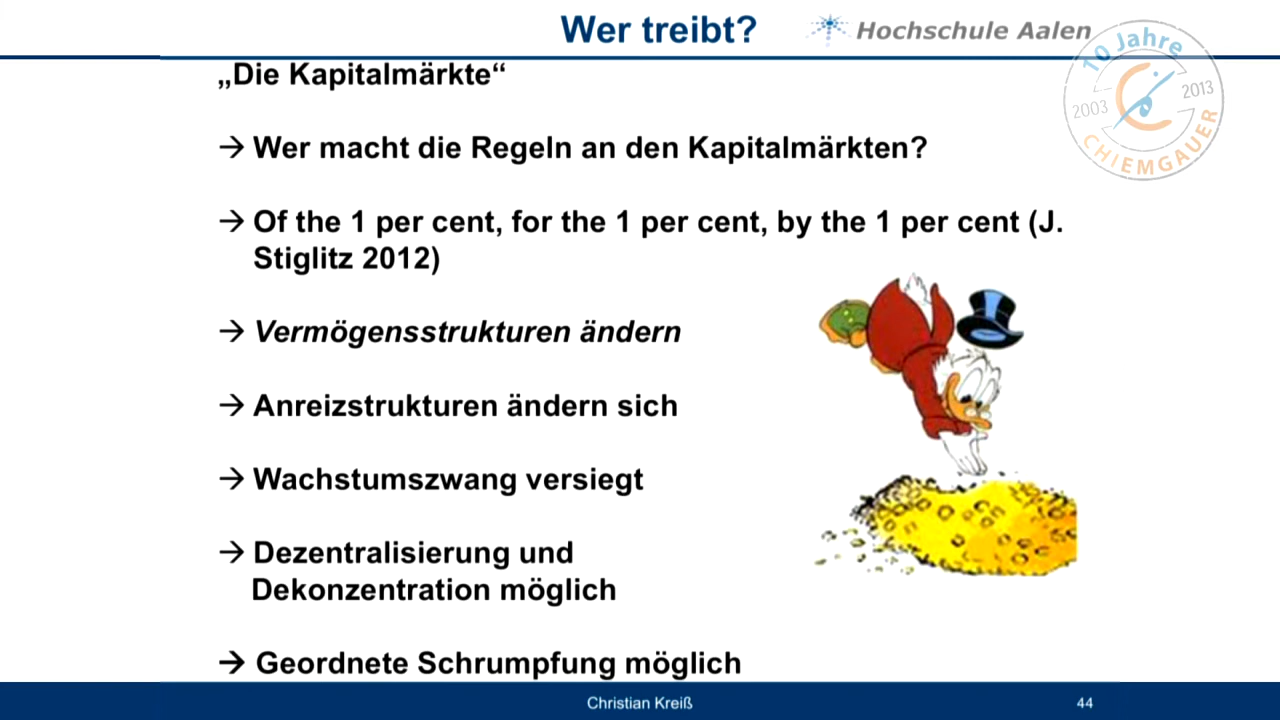 Wer treibt?
Hochschule Aalen
10 Jahre
2003
2013
CHIEMGAUER
„Die Kapitalmärkte“
→ Wer macht die Regeln an den Kapitalmärkten?
→ Of the 1 per cent, for the 1 per cent, by the 1 per cent (J.
Stiglitz 2012)
→ Vermögensstrukturen ändern
→ Anreizstrukturen ändern sich
→ Wachstumszwang versiegt
→ Dezentralisierung und
Dekonzentration möglich
→ Geordnete Schrumpfung möglich
Christian Kreiß
44